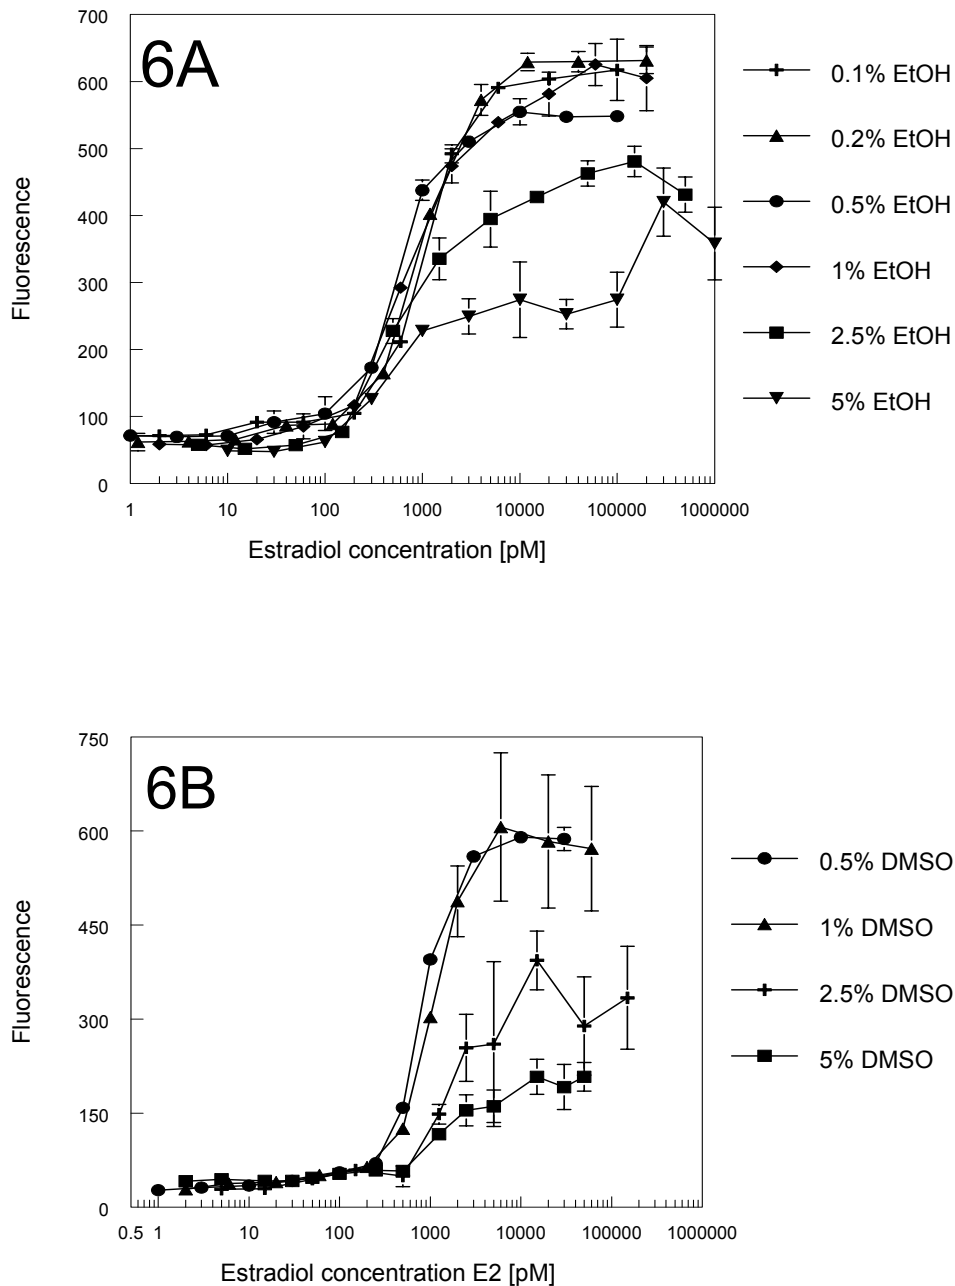 700
600
500
400
300
200
100
0
Fluorescence
6A
1 10 100 1000 10000 100000 1000000
Estradiol concentration [pM]
0.1% EtOH
0.2% EtOH
0.5% EtOH
1% EtOH
2.5% EtOH
5% EtOH
750
600
450
300
150
0
Fluorescence
6B
0.5 1 10 100 1000 10000 100000 1000000
Estradiol concentration E2 [pM]
0.5% DMSO
1% DMSO
2.5% DMSO
5% DMSO